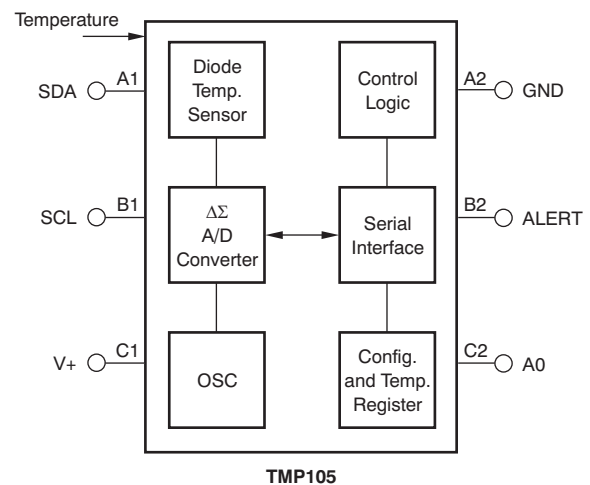 Temperature
SDA
A1
Diode
Temp.
Sensor
Control
Logic
A2
GND
SCL
B1
ΔΣ
A/D
Converter
Serial
Interface
B2
ALERT
V+
C1
OSC
Config.
and Temp.
Register
C2
A0
TMP105